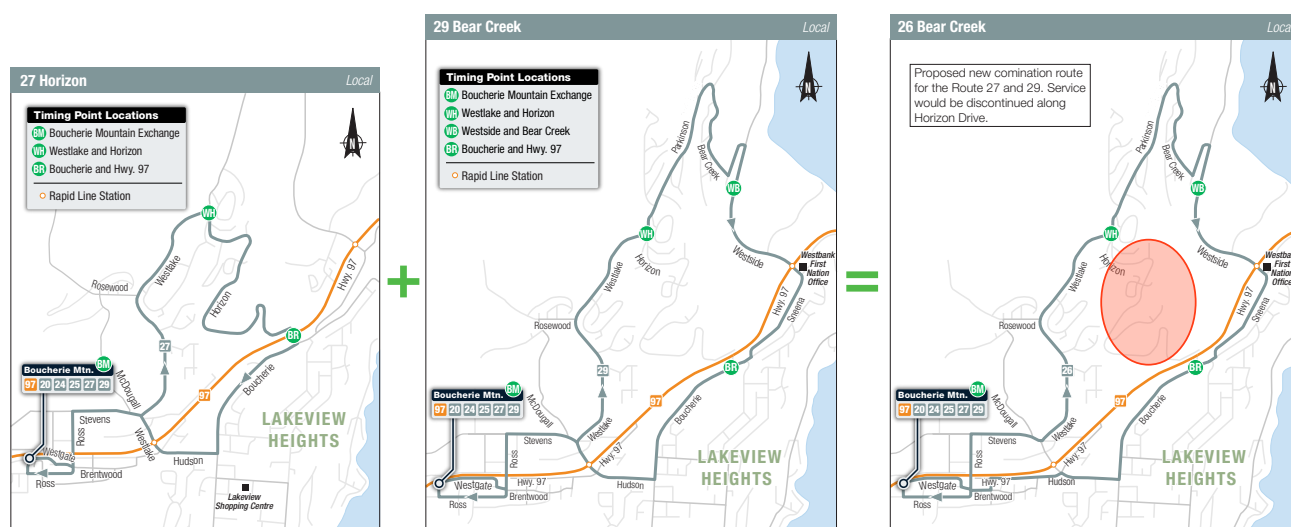 27 Horizon
Local
Timing Point Locations
BM Boucherie Mountain Exchange
WH Westlake and Horizon
BR Boucherie and Hwy. 97
Rapid Line Station
N
WH
Westlake
Horizon
Rosewood
Hwy. 97
BR
27
Boucherie
BM
Boucherie Mtn.
97 20 24 25 27 29
McDougall
97
Stevens
Ross
Westlake
LAKEVIEW
HEIGHTS
Westgate
Hudson
Brentwood
Ross
Lakeview
Shopping Centre
+
29 Bear Creek
Local
Timing Point Locations
BM Boucherie Mountain Exchange
WH Westlake and Horizon
WB Westside and Bear Creek
BR Boucherie and Hwy. 97
Rapid Line Station
N
Parkinson
Bear Creek
WB
WH
Horizon
Westside
Westlake
Westbank
First
Nation
Office
Hwy. 97
Sneena
Rosewood
BR
29
Boucherie Mtn.
BM
97 20 24 25 27 29
McDougall
97
Boucherie
Westlake
Stevens
Ross
Hwy. 97
LAKEVIEW
HEIGHTS
Westgate
Hwy. 97
Hudson
Brentwood
Ross
=
26 Bear Creek
Local
Proposed new comination route
for the Route 27 and 29. Service
would be discontinued along
Horizon Drive.
N
Parkinson
Bear Creek
WB
WH
Horizon
Westside
Westlake
Westbank
First
Nation
Office
Hwy. 97
Sneena
Rosewood
BR
26
Boucherie Mtn.
BM
97 20 24 25 27 29
McDougall
97
Boucherie
Westlake
Stevens
Ross
Hwy. 97
LAKEVIEW
HEIGHTS
Westgate
Hwy. 97
Hudson
Brentwood
Ross